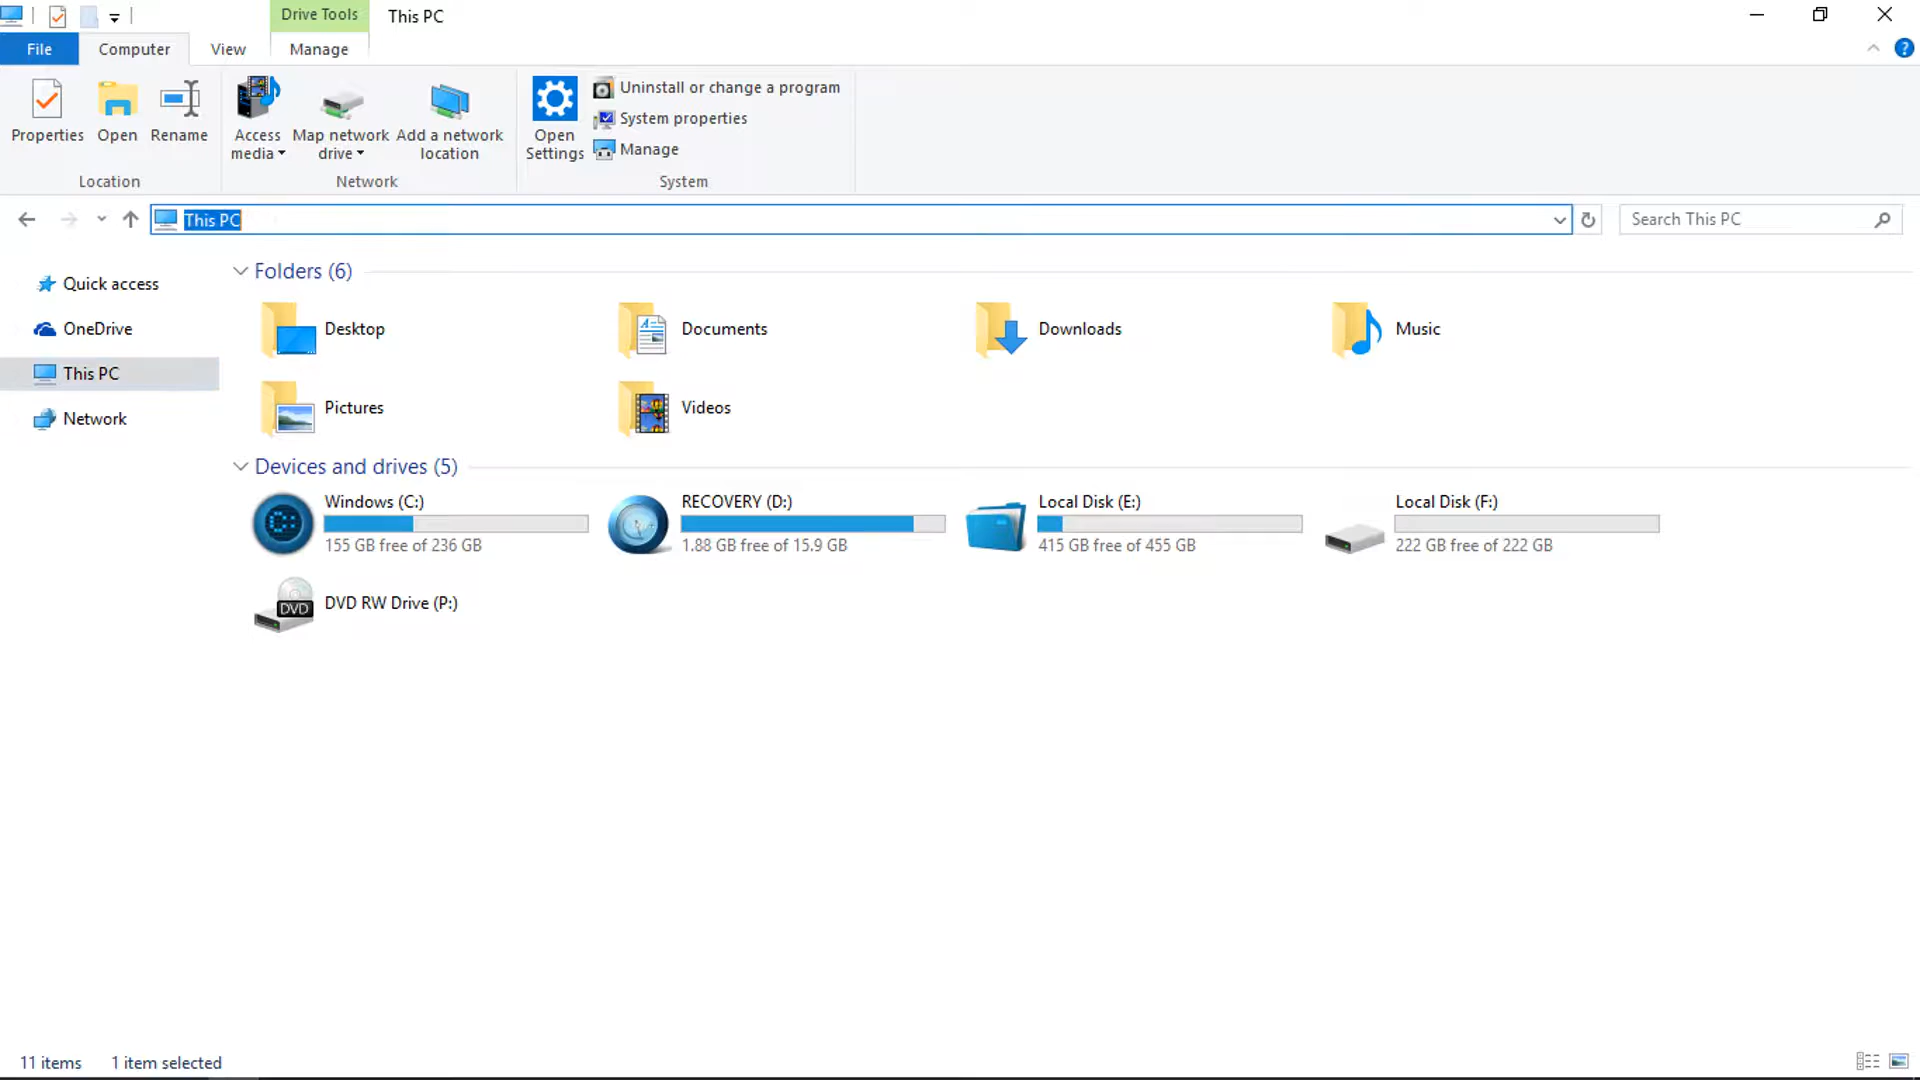 Drive Tools
This PC
File
Computer
View
Manage
Properties
Open
Rename
Access media
Map network drive
Add a network location
Open Settings
Uninstall or change a program
System properties
Manage
Location
Network
System
This PC
Search This PC
Quick access
OneDrive
This PC
Network
Folders (6)
Desktop
Documents
Downloads
Music
Pictures
Videos
Devices and drives (5)
Windows (C:)
155 GB free of 236 GB
RECOVERY (D:)
1.88 GB free of 15.9 GB
Local Disk (E:)
415 GB free of 455 GB
Local Disk (F:)
222 GB free of 222 GB
DVD
DVD RW Drive (P:)
11 items
1 item selected